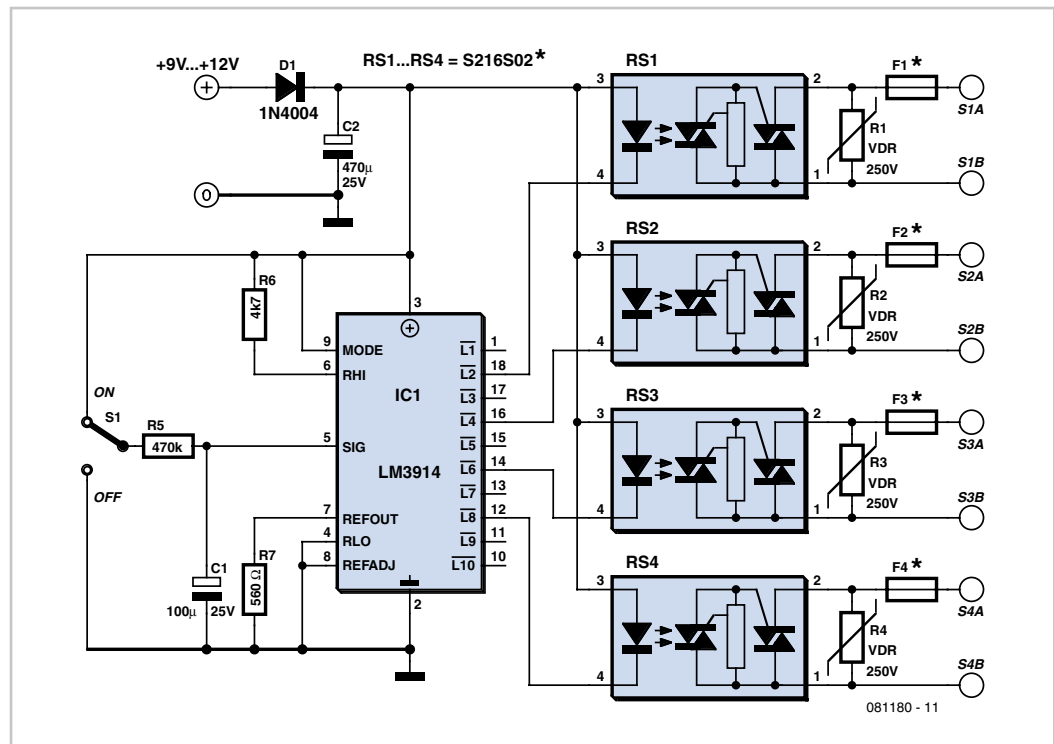 +9V...+12V
D1
1N4004
RS1...RS4 = S216S02*
C2
470µ
25V
0
R6
4k7
ON
S1
OFF
R5
470k
C1
100µ
25V
R7
560 Ω
3
9 MODE
6 RHI
IC1
5 SIG
LM3914
7 REFOUT
4 RLO
8 REFADJ
2
L1 1
L2 18
L3 17
L4 16
L5 15
L6 14
L7 13
L8 12
L9 11
L10 10
RS1
3
4
2
1
F1*
R1
VDR
250V
S1A
S1B
RS2
3
4
2
1
F2*
R2
VDR
250V
S2A
S2B
RS3
3
4
2
1
F3*
R3
VDR
250V
S3A
S3B
RS4
3
4
2
1
F4*
R4
VDR
250V
S4A
S4B
081180 - 11